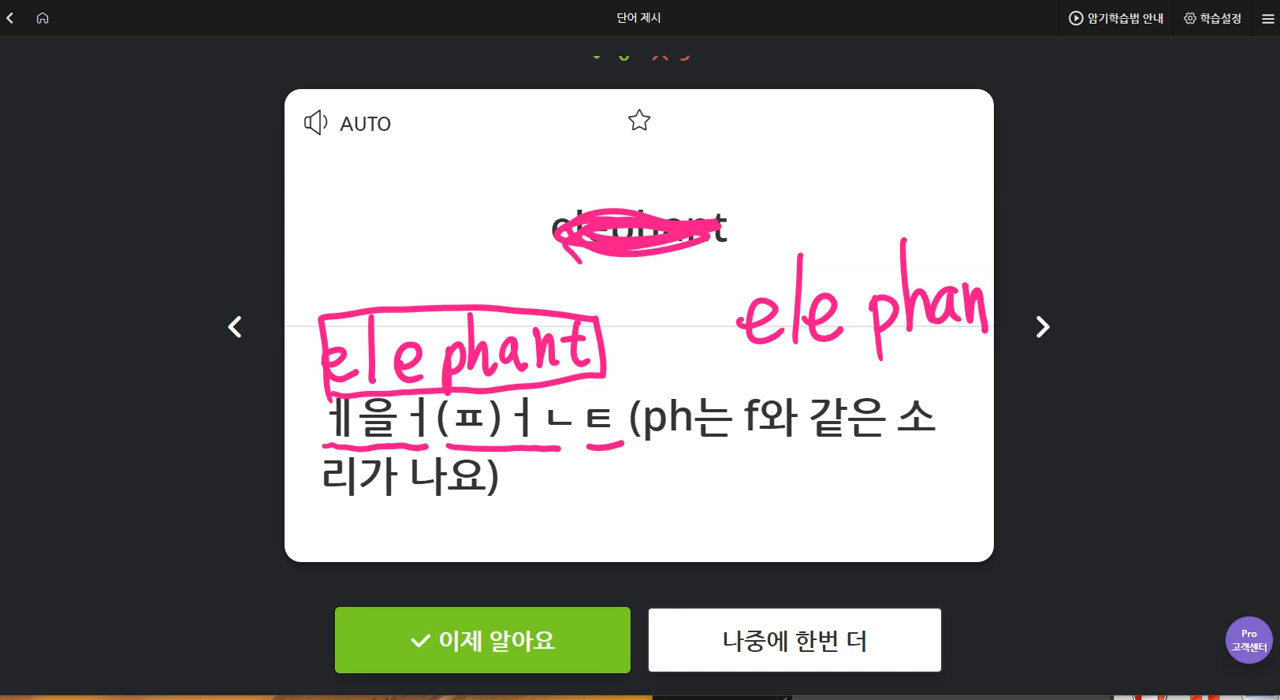 단어 제시
암기학습법 안내
학습설정
AUTO
elephant
ele phan
elephant
ㅔ을ㅓ(ㅍ)ㅓㄴㅌ (ph는 f와 같은 소
리가 나요)
이제 알아요
나중에 한번 더
Pro
고객센터